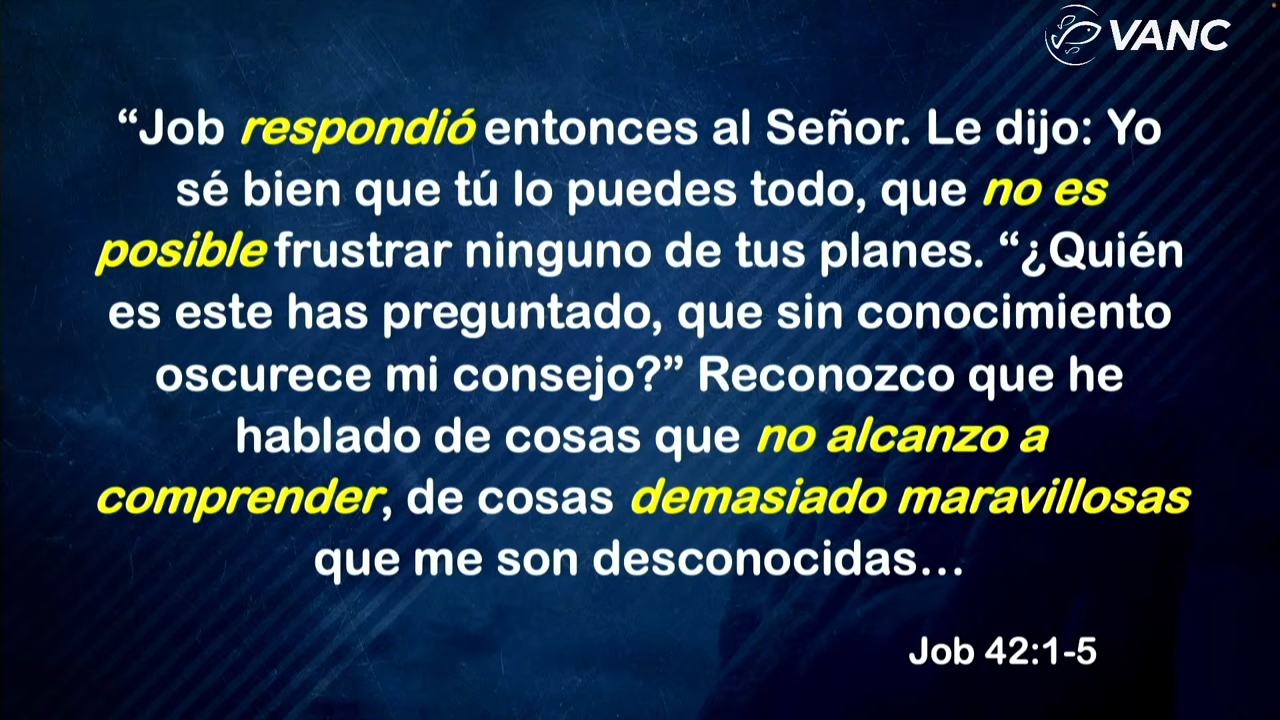 VANC
“Job respondió entonces al Señor. Le dijo: Yo
sé bien que tú lo puedes todo, que no es
posible frustrar ninguno de tus planes. “¿Quién
es este has preguntado, que sin conocimiento
oscurece mi consejo?” Reconozco que he
hablado de cosas que no alcanzo a
comprender, de cosas demasiado maravillosas
que me son desconocidas...
Job 42:1-5